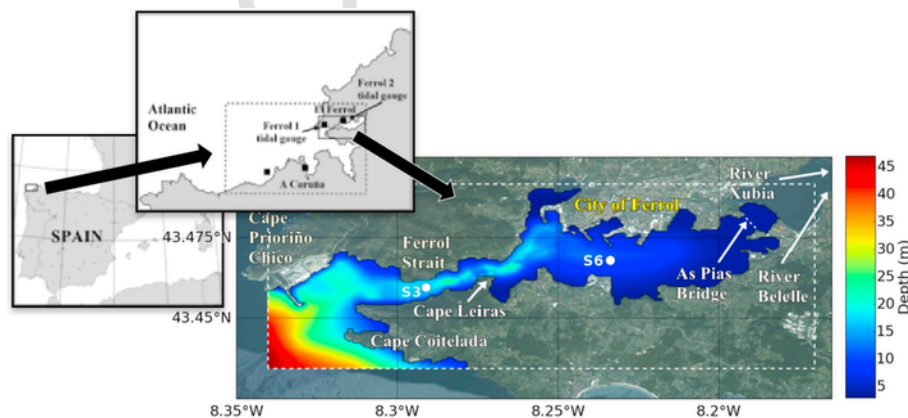 Atlantic
Ocean
Ferrol 2
tidal gauge
El Ferrol
Ferrol 1
tidal gauge
A Coruña
SPAIN
Cape
Prioriño
Chico
Ferrol
Strait
City of Ferrol
River
Xubia
S6
S3
As Pias
Bridge
River
Belelle
Cape Leiras
Cape Coitelada
43.475°N
43.45°N
8.35°W
8.3°W
8.25°W
8.2°W
45
40
35
30
25
20
15
10
5
Depth (m)